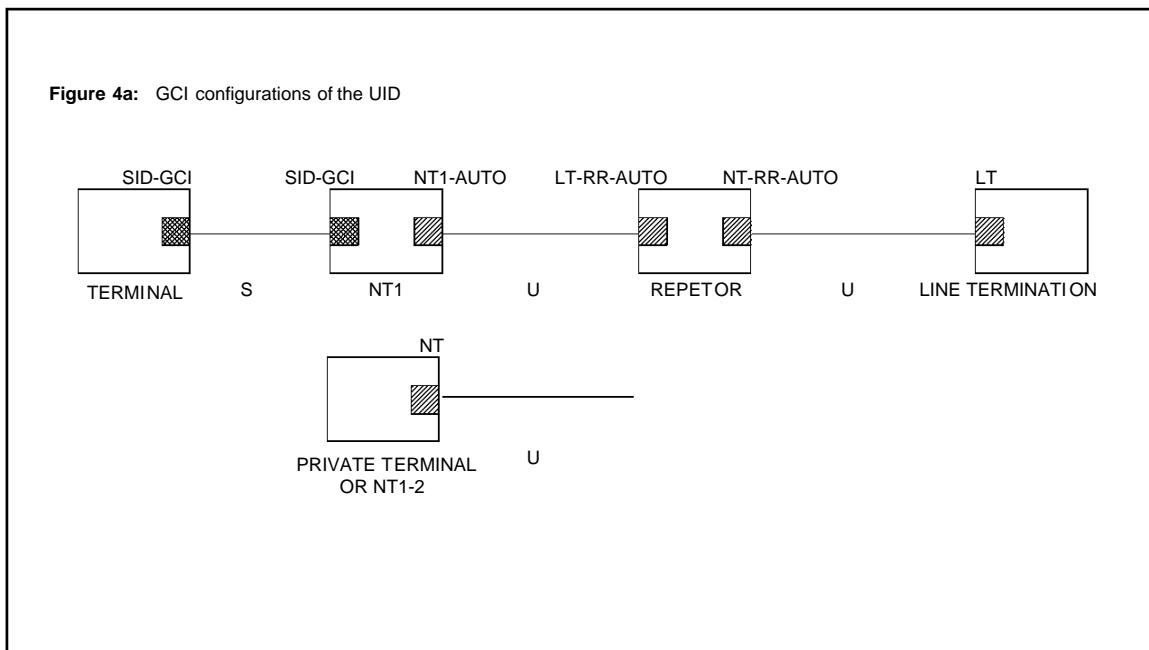 Figure 4a: GCI configurations of the UID
SID-GCI SID-GCI NT1-AUTO LT-RR-AUTO NT-RR-AUTO LT
TERMINAL S NT1 U REPETOR U LINE TERMINATION
NT
PRIVATE TERMINAL U
OR NT1-2